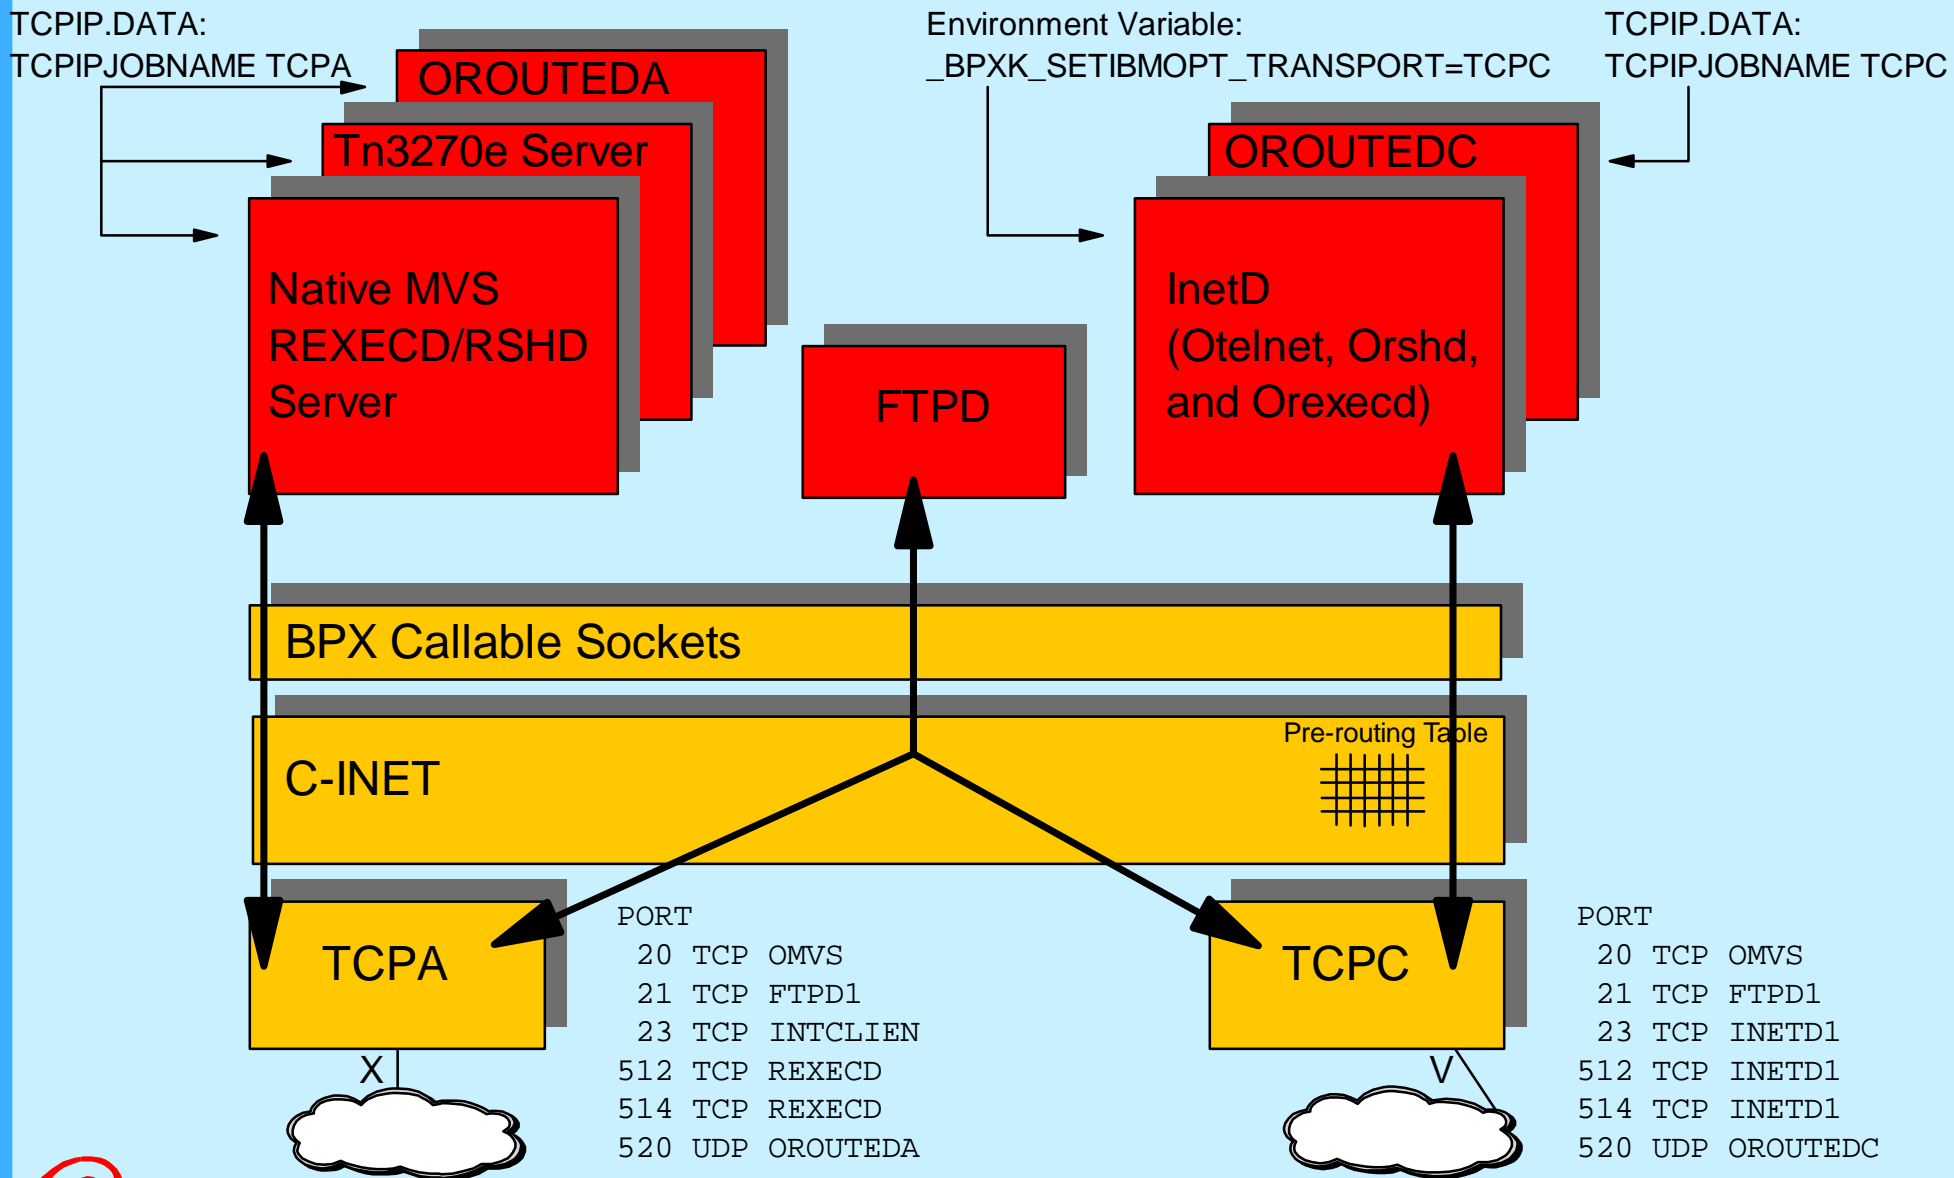 TCPIP.DATA:
TCPIPJOBNAME TCPA
Environment Variable:
_BPXK_SETIBMOPT_TRANSPORT=TCPC
TCPIP.DATA:
TCPIPJOBNAME TCPC
OROUTEDA
Tn3270e Server
Native MVS
REXECD/RSHD
Server
FTPD
OROUTEDC
InetD
(Otelnet, Orshd,
and Orexecd)
BPX Callable Sockets
C-INET
Pre-routing Table
TCPA
X
PORT
20 TCP OMVS
21 TCP FTPD1
23 TCP INTCLIEN
512 TCP REXECD
514 TCP REXECD
520 UDP OROUTEDA
TCPC
V
PORT
20 TCP OMVS
21 TCP FTPD1
23 TCP INETD1
512 TCP INETD1
514 TCP INETD1
520 UDP OROUTEDC